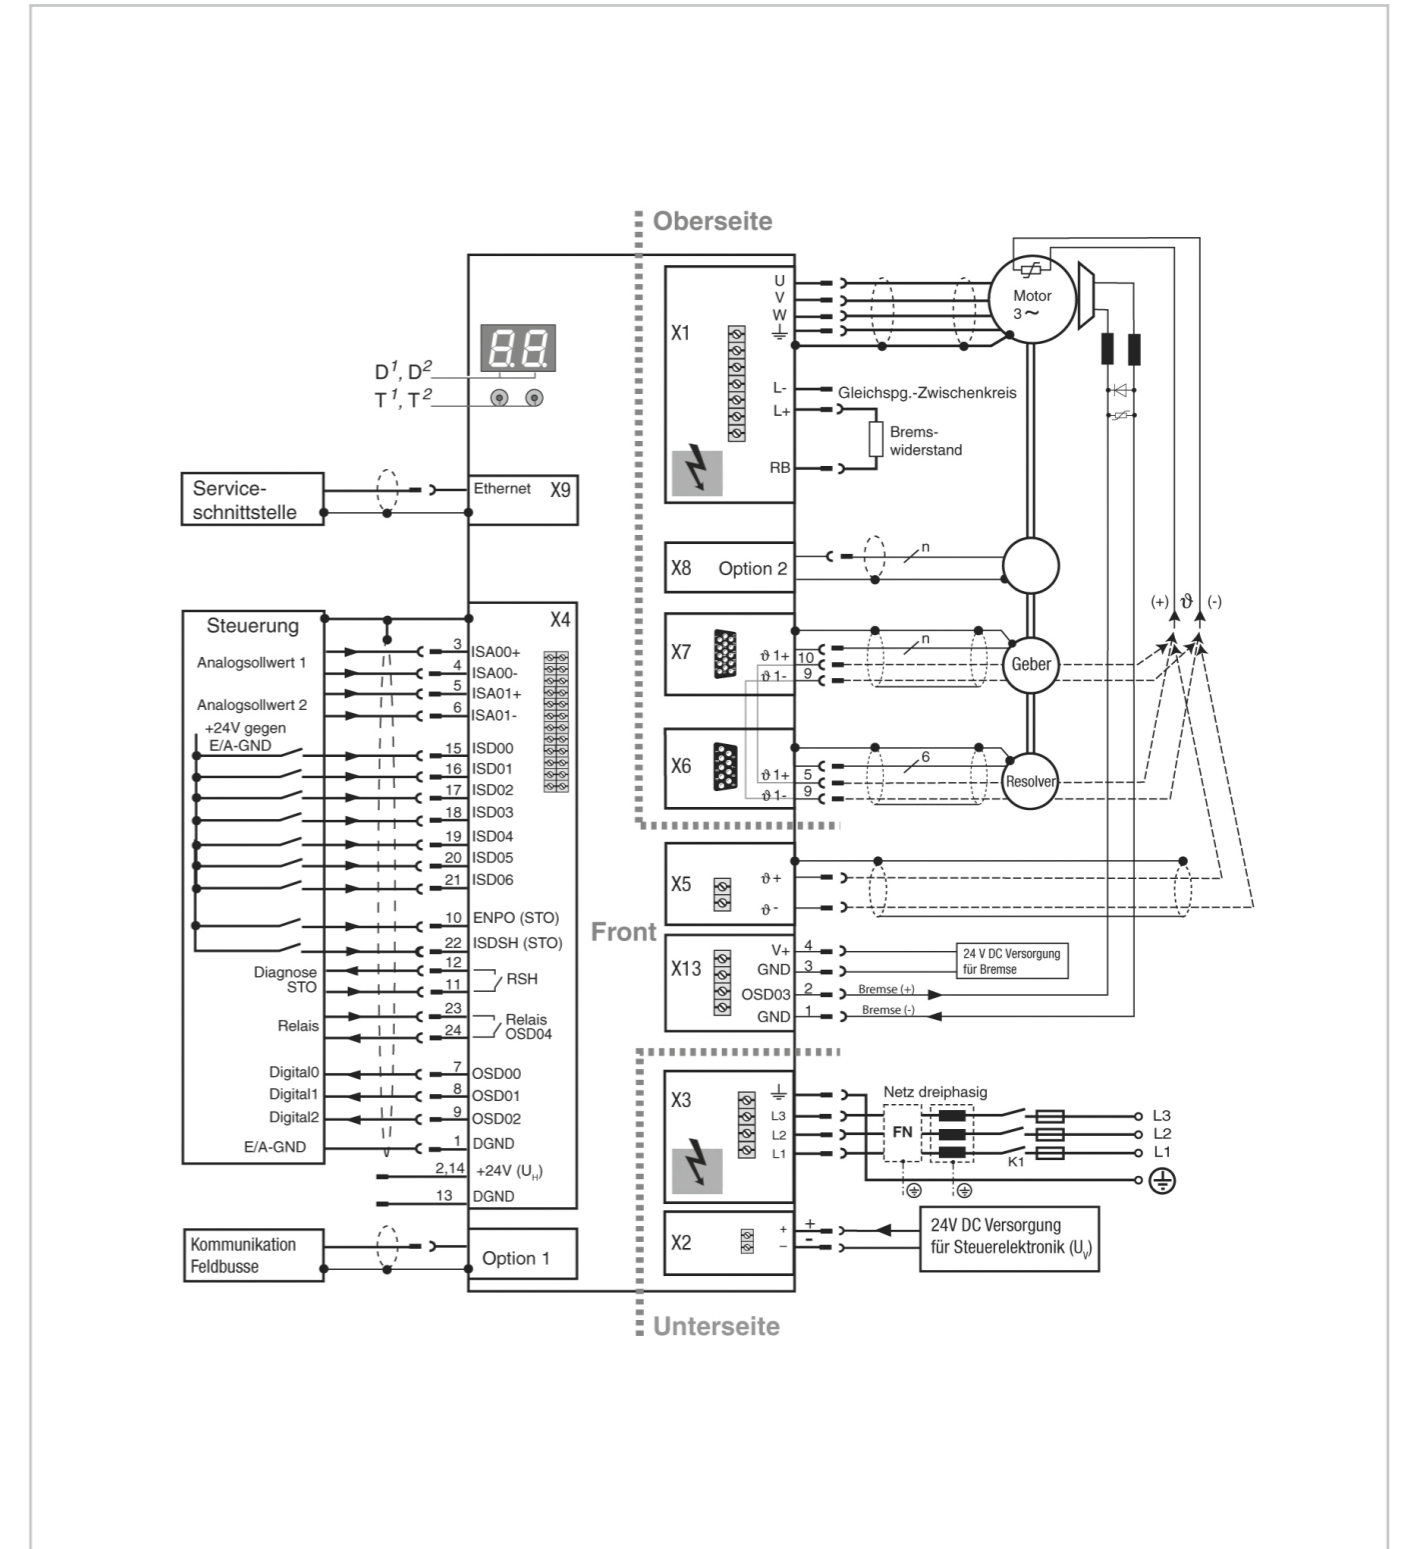 Oberseite
D1, D2
T1, T2
X1
U
V
W
L-
L+
RB
Motor
3~
Gleichspg.-Zwischenkreis
Brems-
widerstand
Service-
schnittstelle
Ethernet X9
X8 Option 2
n
X7
ϑ1+ 10
ϑ1- 9
n
Geber
(+) ϑ (-)
X6
ϑ1+ 5
ϑ1- 9
6
Resolver
Steuerung
X4
Analogsollwert 1
3 ISA00+
4 ISA00-
Analogsollwert 2
5 ISA01+
6 ISA01-
+24V gegen
E/A-GND
15 ISD00
16 ISD01
17 ISD02
18 ISD03
19 ISD04
20 ISD05
21 ISD06
10 ENPO (STO)
22 ISDSH (STO)
Diagnose
STO
12
11
RSH
Relais
23
24
Relais
OSD04
Digital0 7 OSD00
Digital1 8 OSD01
Digital2 9 OSD02
E/A-GND 1 DGND
2,14 +24V (UH)
13 DGND
Kommunikation
Feldbusse
Option 1
Front
X5
ϑ+
ϑ-
X13
V+ 4
GND 3
OSD03 2
GND 1
24 V DC Versorgung
für Bremse
Bremse (+)
Bremse (-)
X3
L3
L2
L1
Netz dreiphasig
FN
K1
L3
L2
L1
X2
+ +
– -
24V DC Versorgung
für Steuerelektronik (UV)
Unterseite